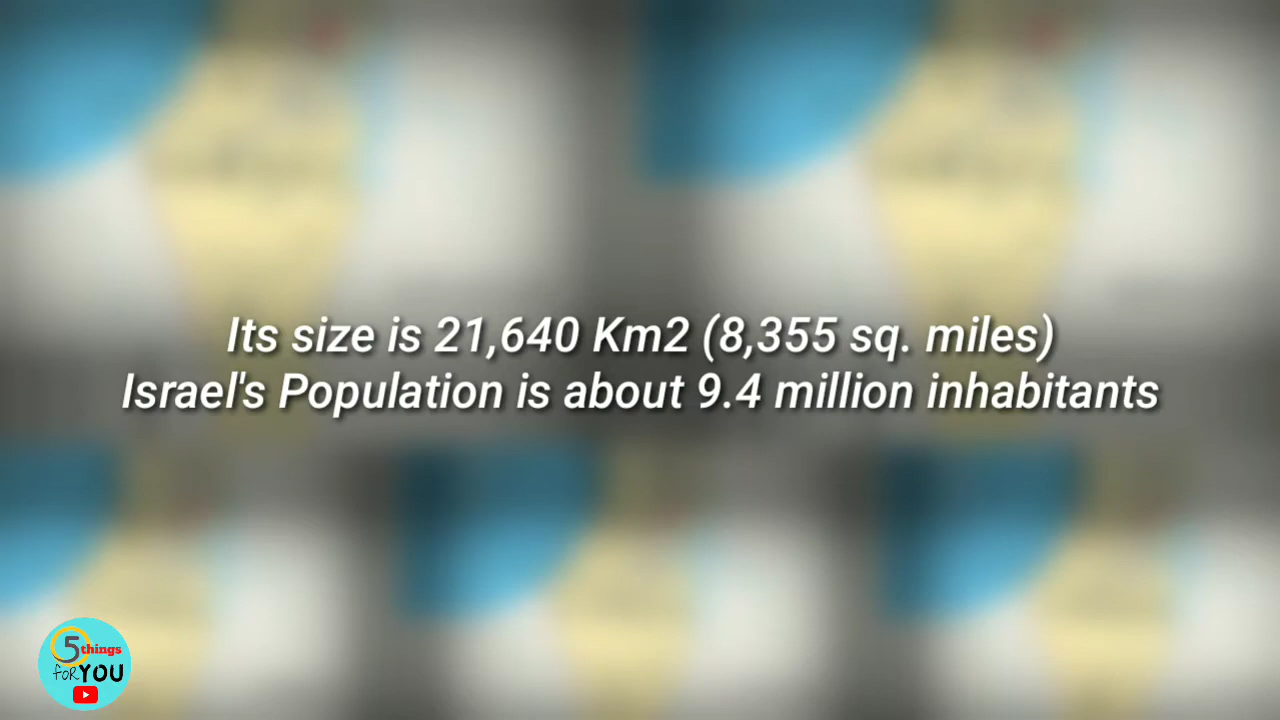 Its size is 21,640 Km2 (8,355 sq. miles)
Israel's Population is about 9.4 million inhabitants
5 things
for YOU